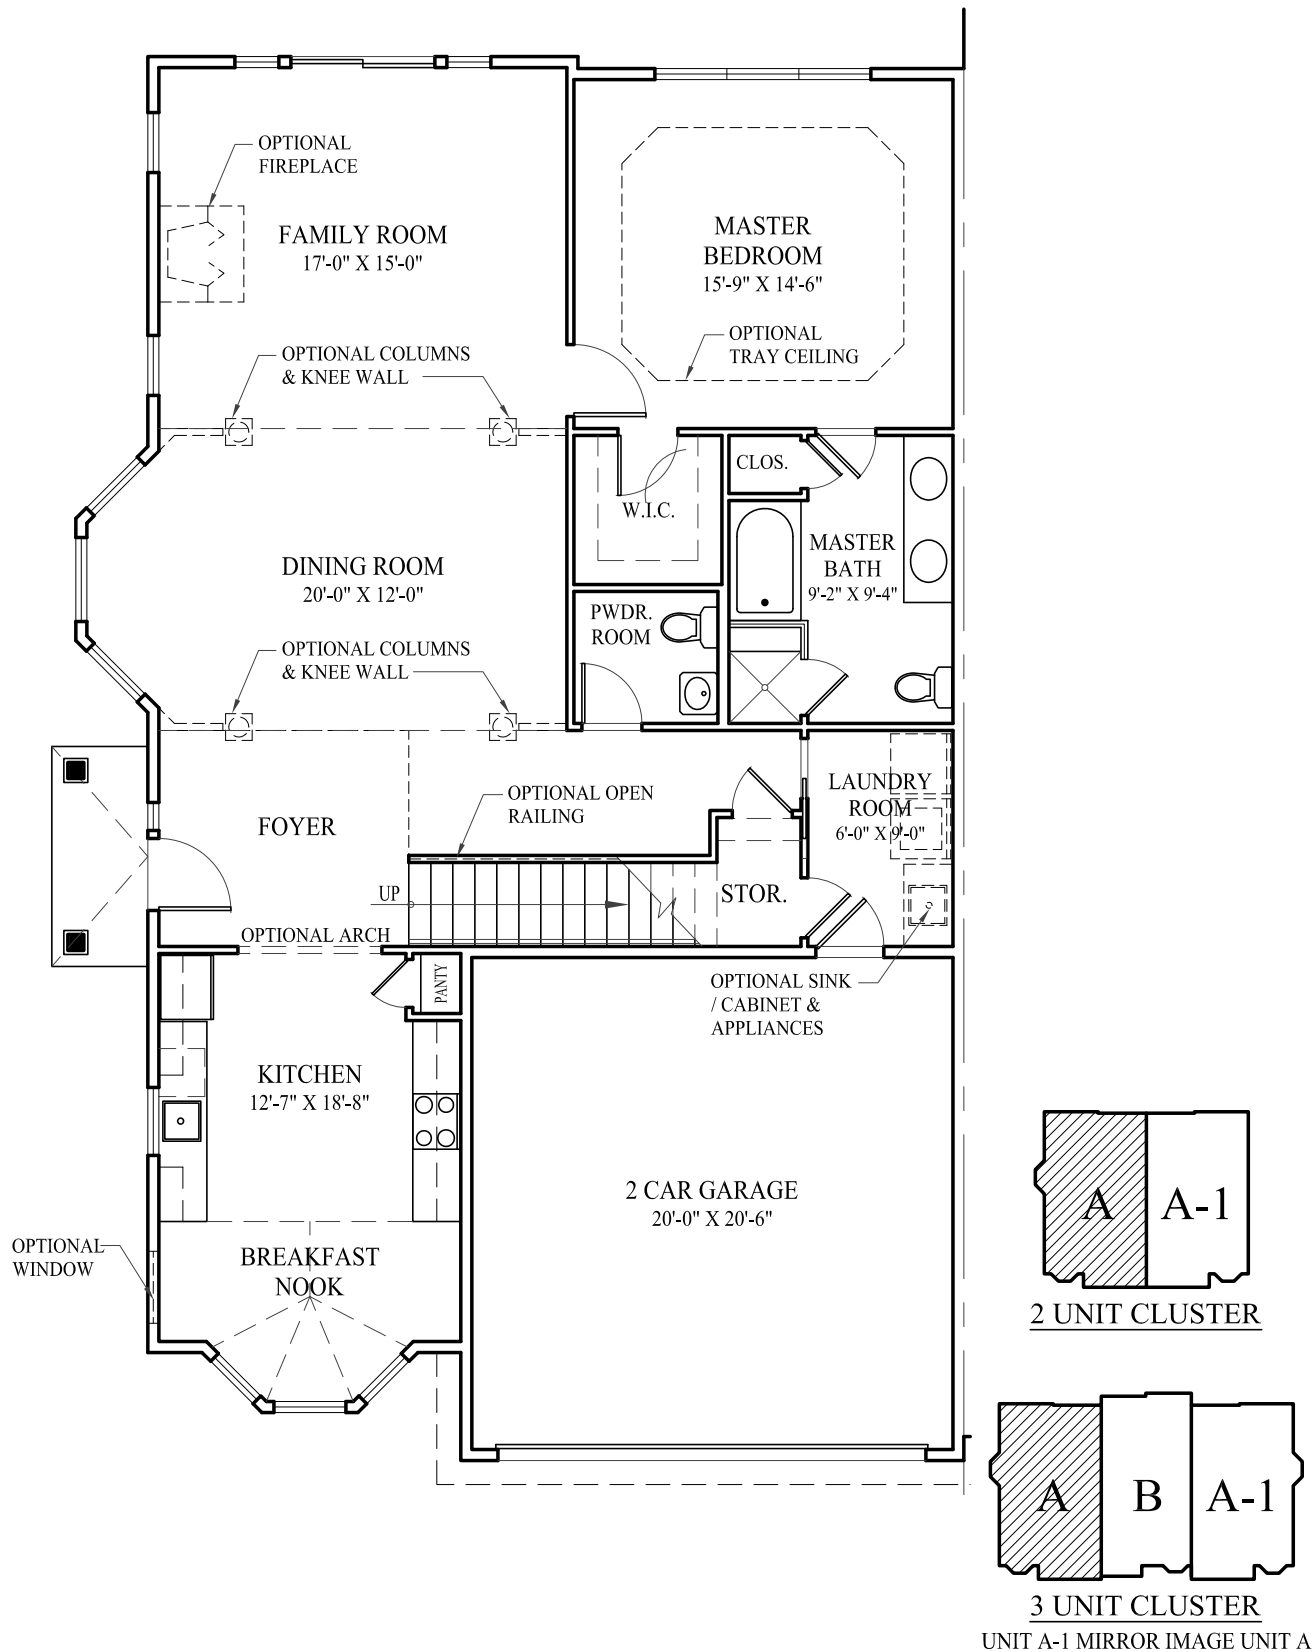 OPTIONAL
FIREPLACE
FAMILY ROOM
17'-0" X 15'-0"
MASTER
BEDROOM
15'-9" X 14'-6"
OPTIONAL
TRAY CEILING
OPTIONAL COLUMNS
& KNEE WALL
CLOS.
W.I.C.
MASTER
BATH
9'-2" X 9'-4"
DINING ROOM
20'-0" X 12'-0"
PWDR.
ROOM
OPTIONAL COLUMNS
& KNEE WALL
OPTIONAL OPEN
RAILING
LAUNDRY
ROOM
6'-0" X 9'-0"
FOYER
UP
STOR.
OPTIONAL ARCH
PANTY
OPTIONAL SINK
/ CABINET &
APPLIANCES
KITCHEN
12'-7" X 18'-8"
2 CAR GARAGE
20'-0" X 20'-6"
OPTIONAL
WINDOW
BREAKFAST
NOOK
A
A-1
2 UNIT CLUSTER
A
B
A-1
3 UNIT CLUSTER
UNIT A-1 MIRROR IMAGE UNIT A